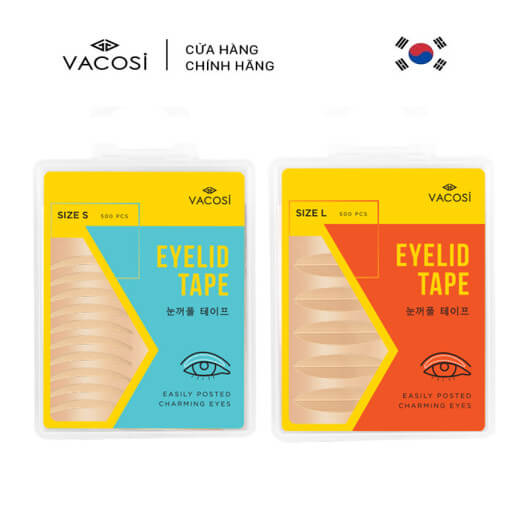 VACOSI
CỬA HÀNG
CHÍNH HÃNG
VACOSI
SIZE S
500 PCS
EYELID
TAPE
눈꺼풀 테이프
EASILY POSTED
CHARMING EYES
VACOSI
SIZE L
500 PCS
EYELID
TAPE
눈꺼풀 테이프
EASILY POSTED
CHARMING EYES